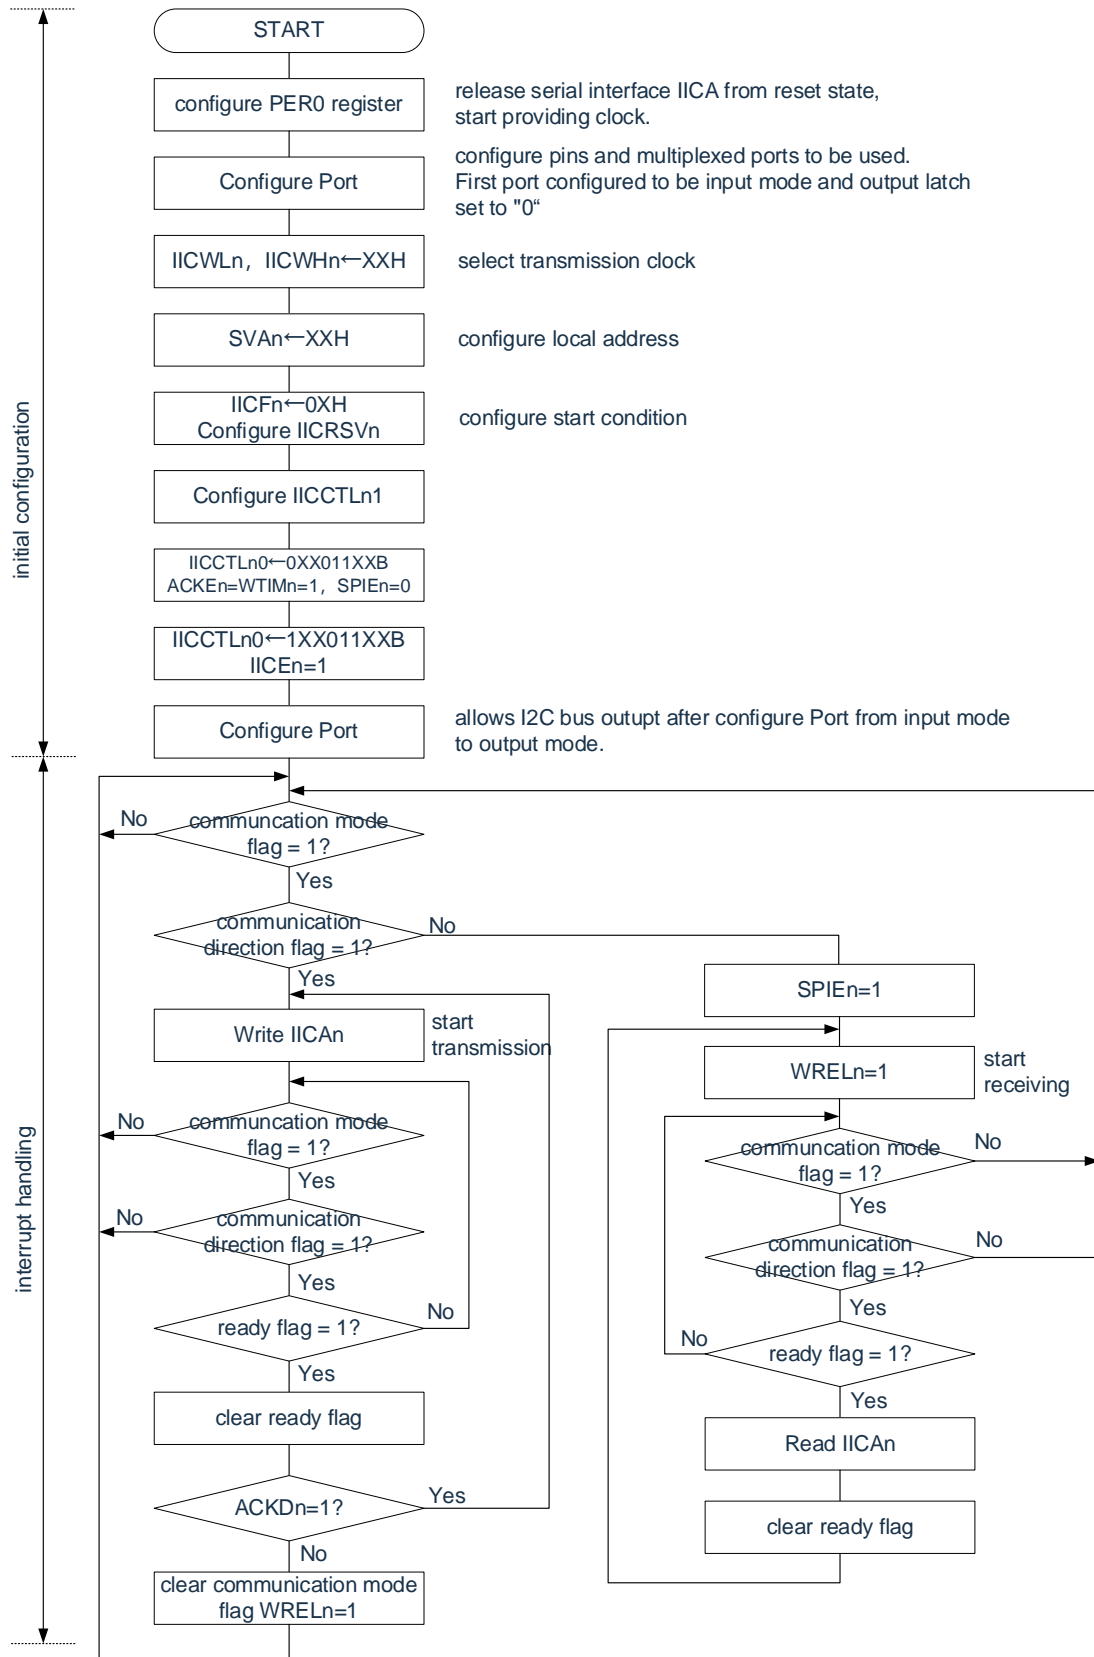 START
configure PER0 register
release serial interface IICA from reset state,
start providing clock.
Configure Port
configure pins and multiplexed ports to be used.
First port configured to be input mode and output latch
set to "0“
IICWLn, IICWHn←XXH
select transmission clock
SVAn←XXH
configure local address
IICFn←0XH
Configure IICRSVn
configure start condition
Configure IICCTLn1
IICCTLn0←0XX011XXB
ACKEn=WTIMn=1, SPIEn=0
IICCTLn0←1XX011XXB
IICEn=1
Configure Port
allows I2C bus outupt after configure Port from input mode
to output mode.
initial configuration
No
communcation mode
flag = 1?
Yes
communication
direction flag = 1?
No
Yes
Write IICAn
start
transmission
No
communcation mode
flag = 1?
Yes
No
communication
direction flag = 1?
Yes
ready flag = 1?
No
Yes
clear ready flag
ACKDn=1?
Yes
No
clear communication mode
flag WRELn=1
SPIEn=1
WRELn=1
start
receiving
communcation mode
flag = 1?
No
Yes
communication
direction flag = 1?
No
Yes
No
ready flag = 1?
Yes
Read IICAn
clear ready flag
interrupt handling